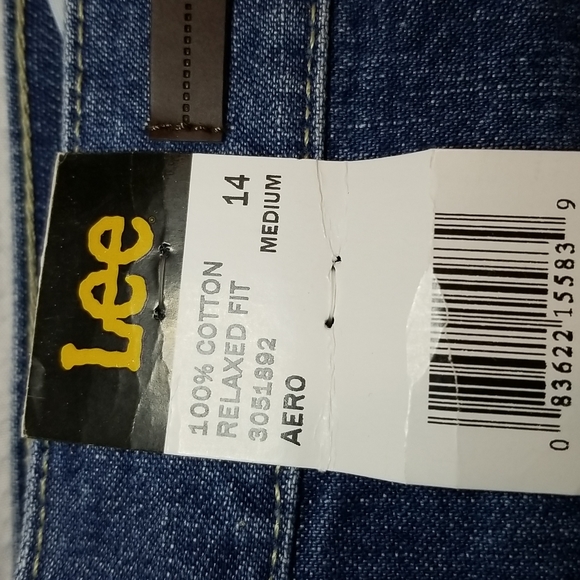 Lee
100% COTTON
RELAXED FIT 14
3051892 MEDIUM
AERO
0 83622 15583 9